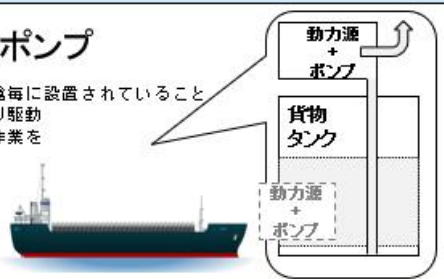 ポンプ
毎に設置されていること
駆動
業を
動力源
+
ポンプ
貨物
タンク
動力源
+
ポンプ